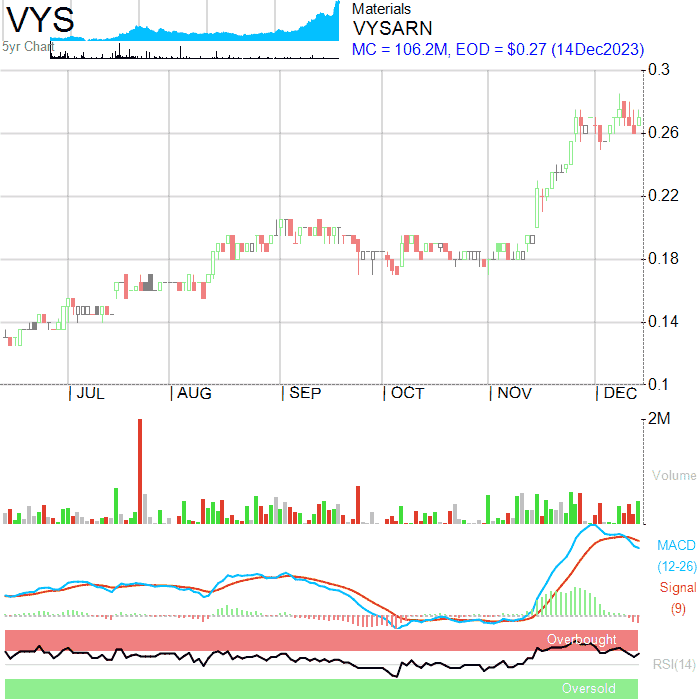 VYS
5yr Chart
Materials
VYSARN
MC = 106.2M, EOD = $0.27 (14Dec2023)
0.3
0.26
0.22
0.18
0.14
0.1
JUL AUG SEP OCT NOV DEC
2M
Volume
MACD
(12-26)
Signal
(9)
Overbought
RSI(14)
Oversold